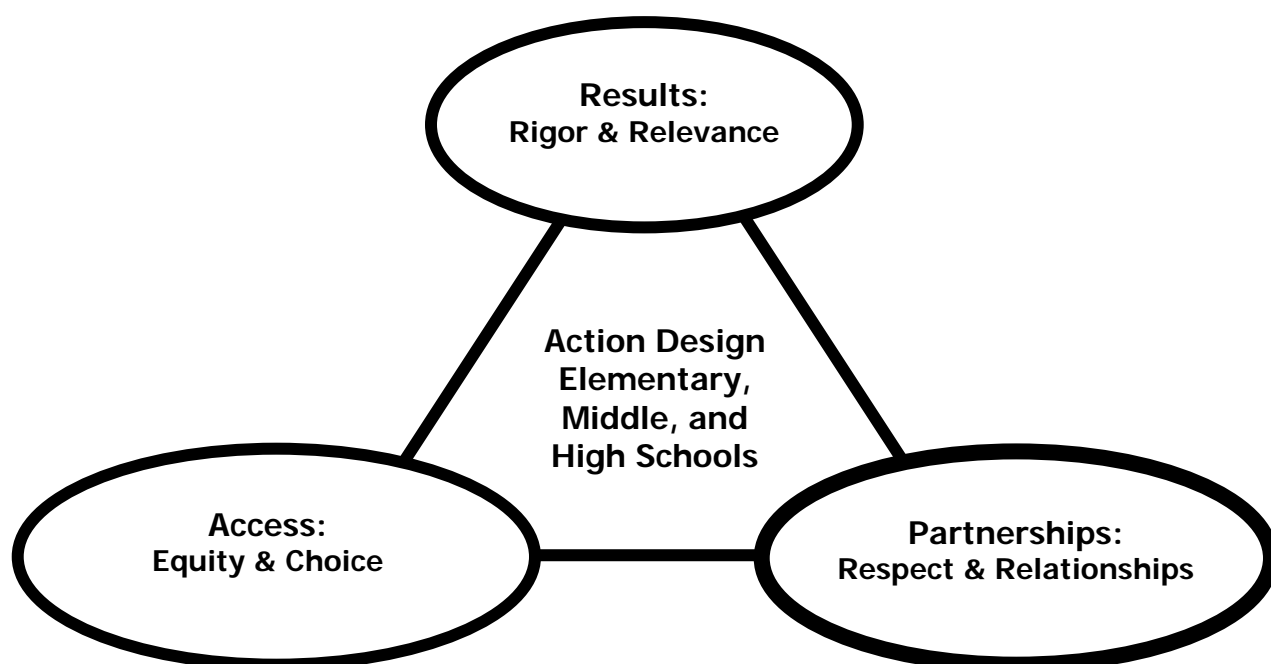 Results:
Rigor & Relevance
Action Design
Elementary,
Middle, and
High Schools
Access:
Equity & Choice
Partnerships:
Respect & Relationships